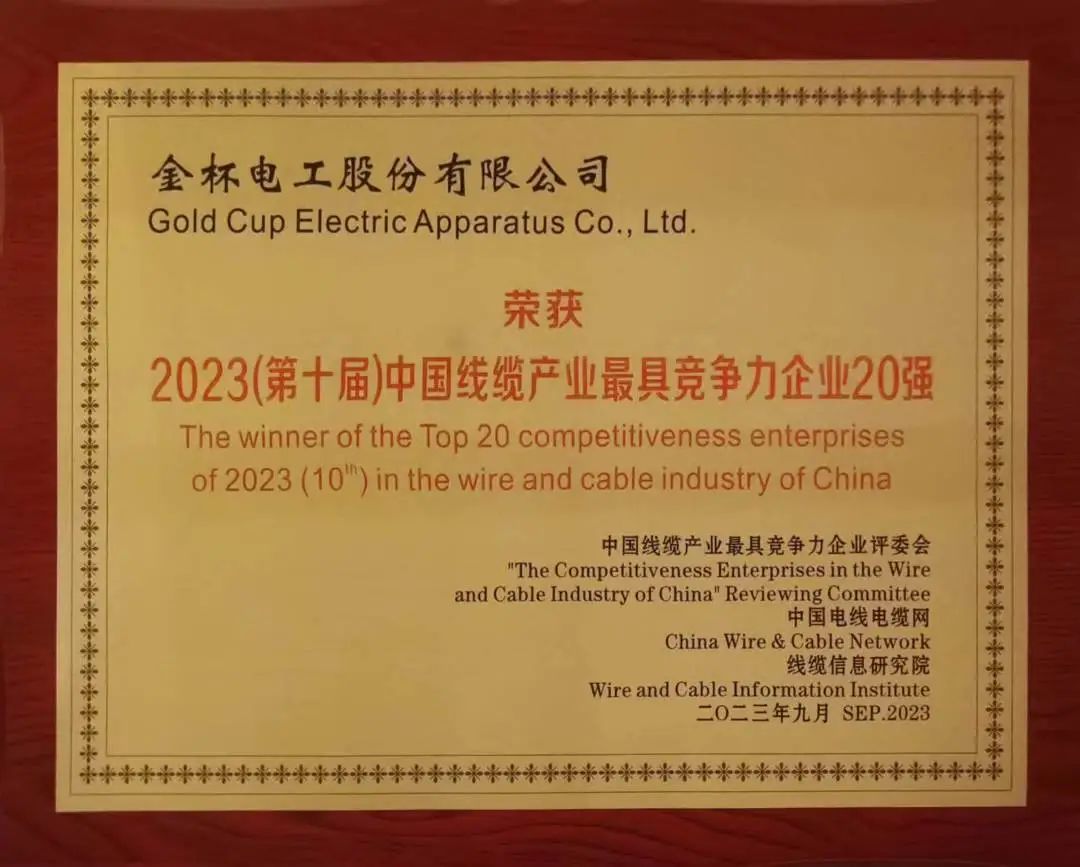 金杯电工股份有限公司
Gold Cup Electric Apparatus Co., Ltd.
荣获
2023(第十届)中国线缆产业最具竞争力企业20强
The winner of the Top 20 competitiveness enterprises
of 2023 (10th) in the wire and cable industry of China
中国线缆产业最具竞争力企业评委会
"The Competitiveness Enterprises in the Wire
and Cable Industry of China" Reviewing Committee
中国电线电缆网
China Wire & Cable Network
线缆信息研究院
Wire and Cable Information Institute
二〇二三年九月 SEP.2023